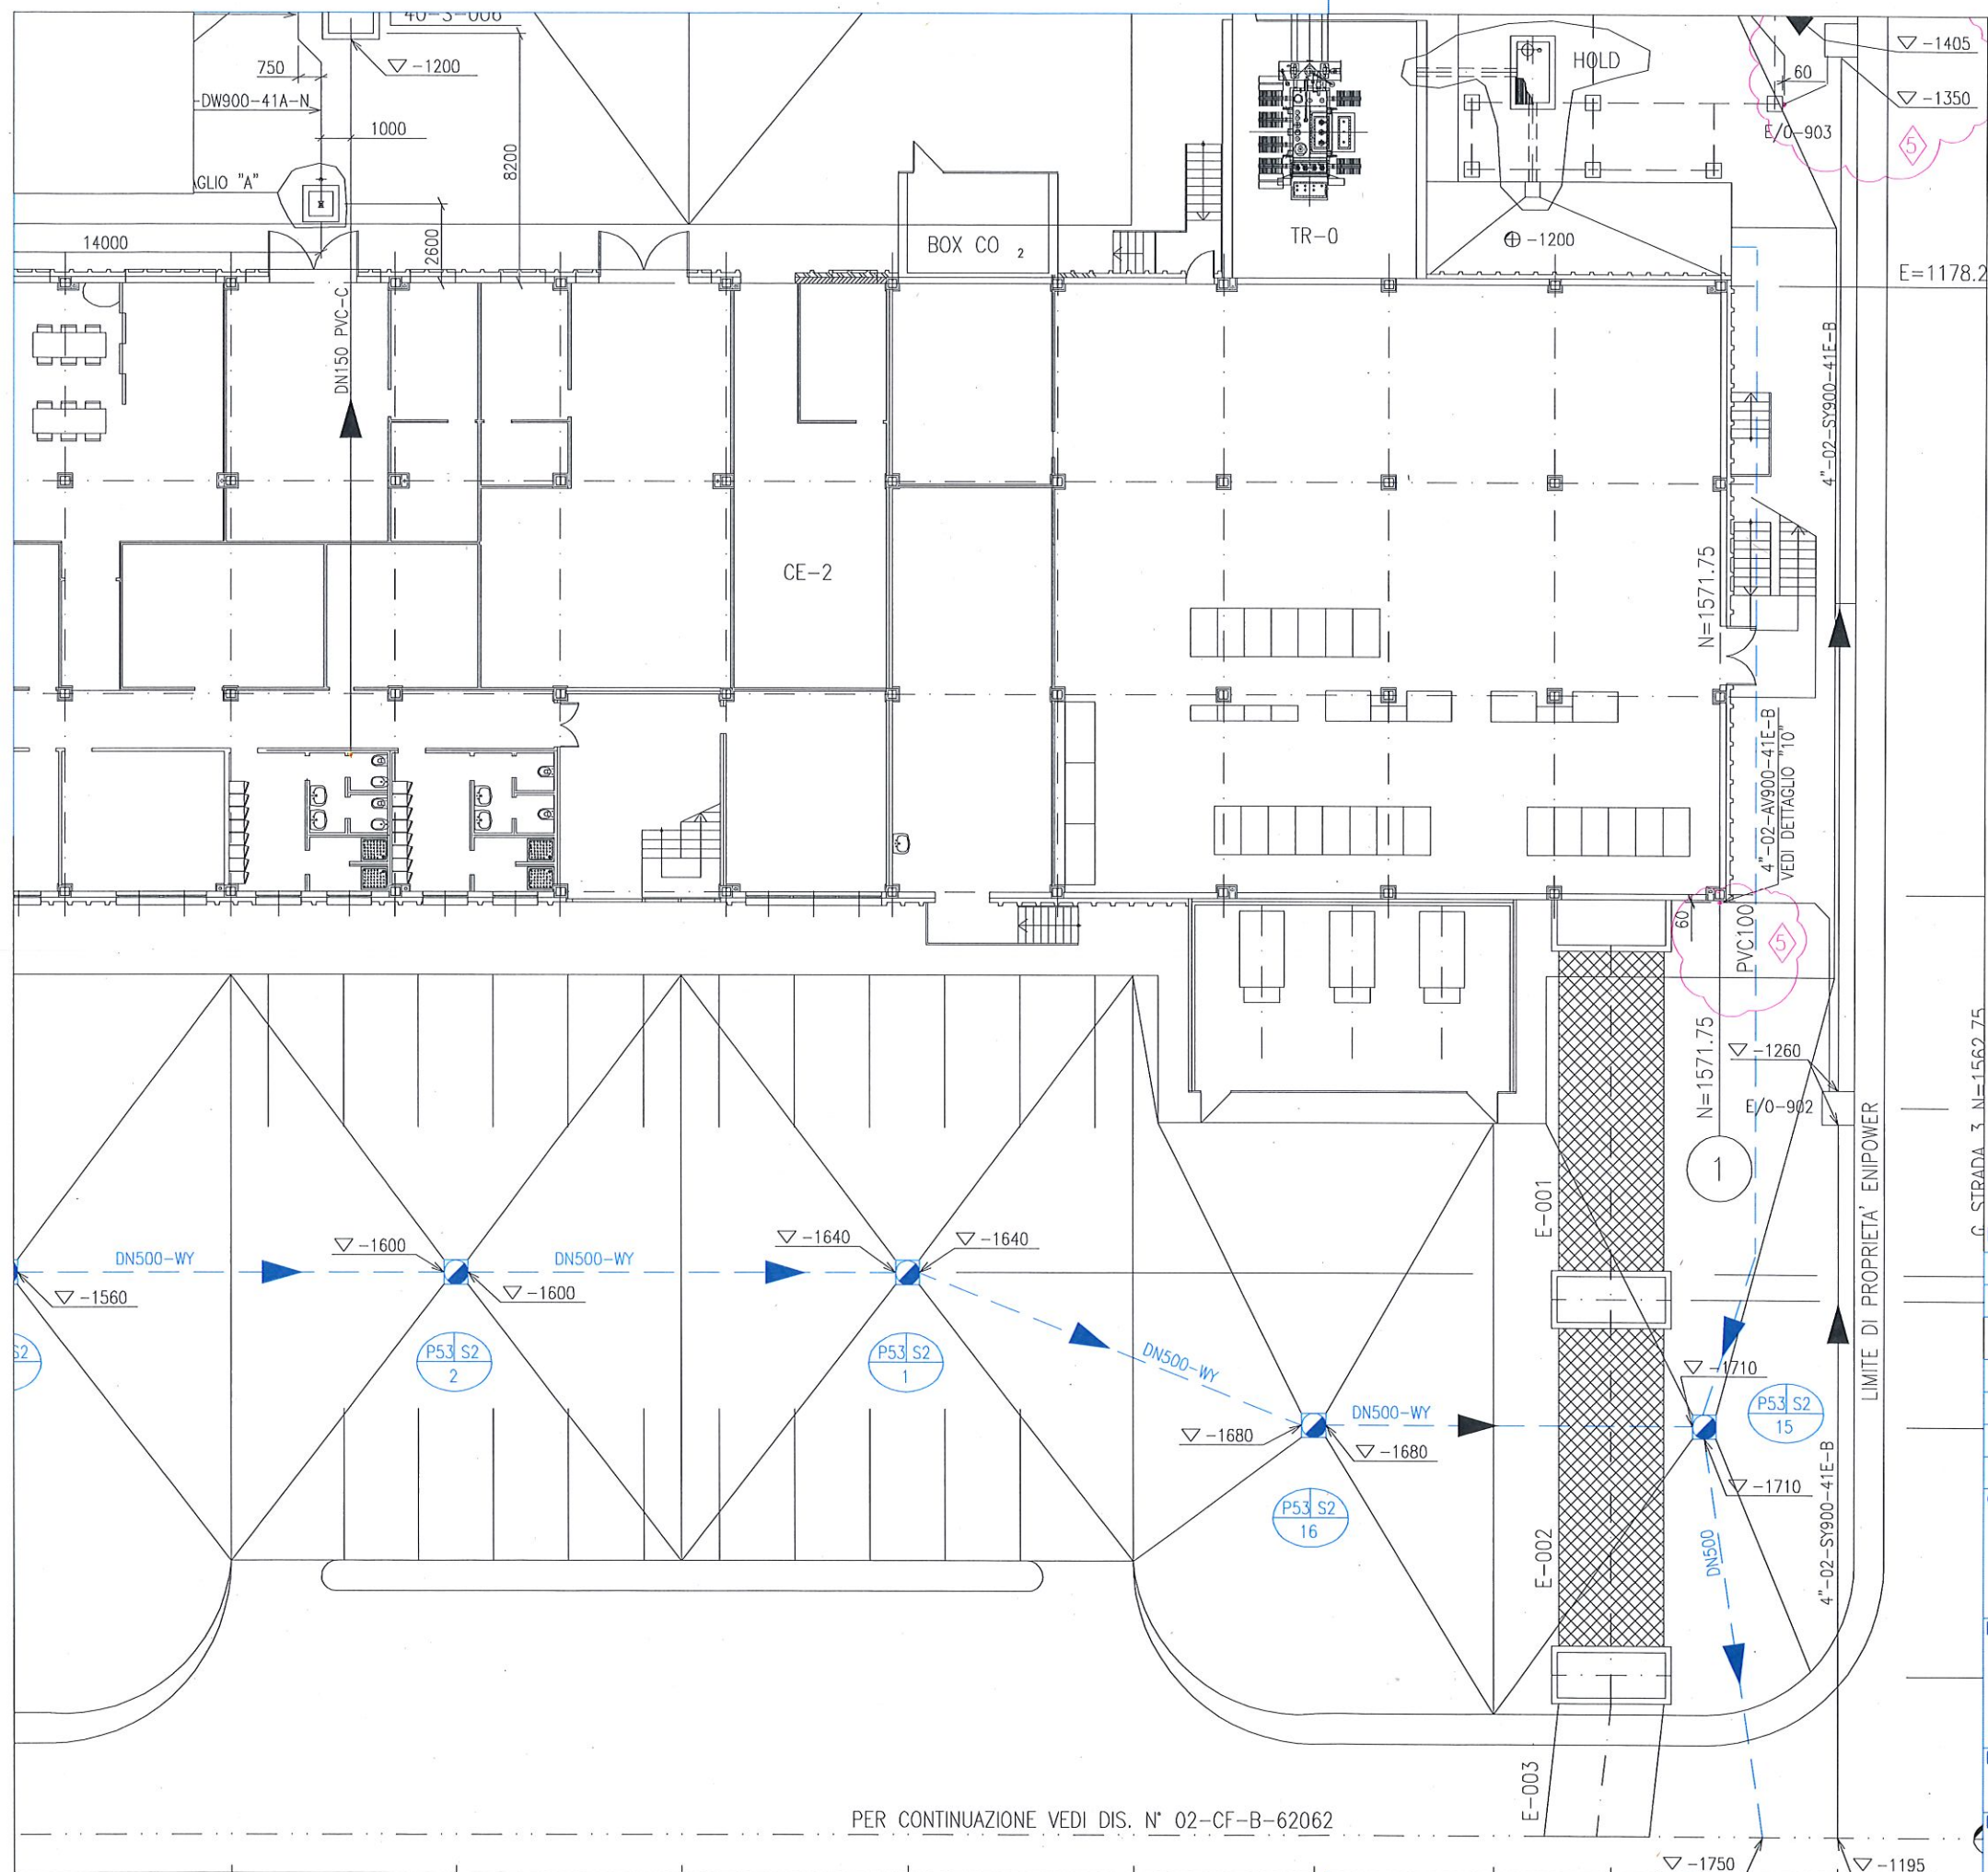 -1200
750
-DW900-41A-N
1000
8200
GLIO "A"
14000
2600
DN150 PVC-C
BOX CO 2
TR-0
HOLD
-1200
-1405
60
-1350
E/O-903
5
E=1178.2
4"-02-SY900-41E-B
CE-2
N=1571.75
4"-02-AV900-41E-B
VEDI DETTAGLIO "10"
60
PVC100
5
N=1571.75
-1260
E/O-902
1
LIMITE DI PROPRIETA' ENIPOWER
STRADA 3 N=1562.75
E-001
DN500-WY
-1560
-1600
-1600
DN500-WY
-1640
-1640
S2
P53 S2
2
P53 S2
1
DN500-WY
-1680
-1680
DN500-WY
P53 S2
16
-1710
P53 S2
15
-1710
DN500
4"-02-SY900-41E-B
E-002
E-003
PER CONTINUAZIONE VEDI DIS. N° 02-CF-B-62062
-1750
-1195